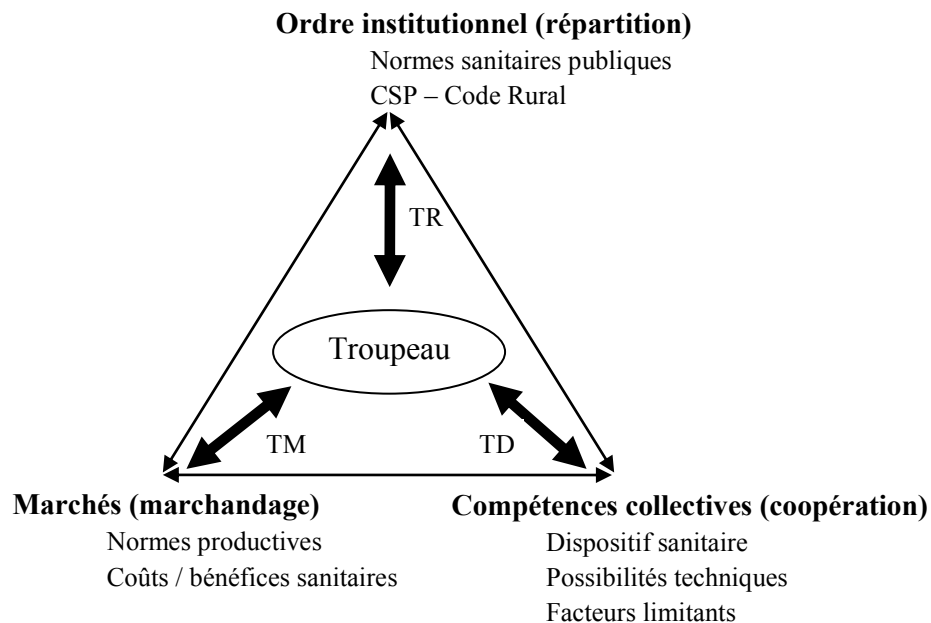 Ordre institutionnel (répartition)
Normes sanitaires publiques
CSP – Code Rural
TR
Troupeau
TM
TD
Marchés (marchandage)
Normes productives
Coûts / bénéfices sanitaires
Compétences collectives (coopération)
Dispositif sanitaire
Possibilités techniques
Facteurs limitants